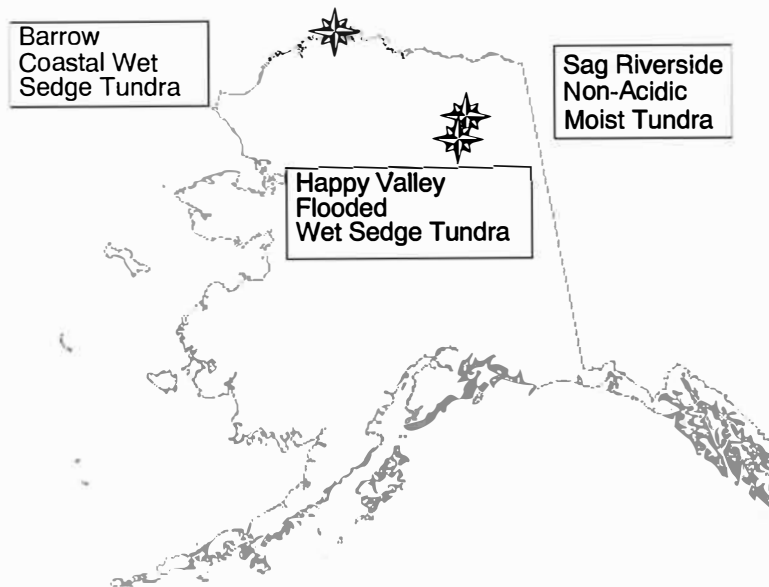 Barrow
Coastal Wet
Sedge Tundra
Sag Riverside
Non-Acidic
Moist Tundra
Happy Valley
Flooded
Wet Sedge Tundra